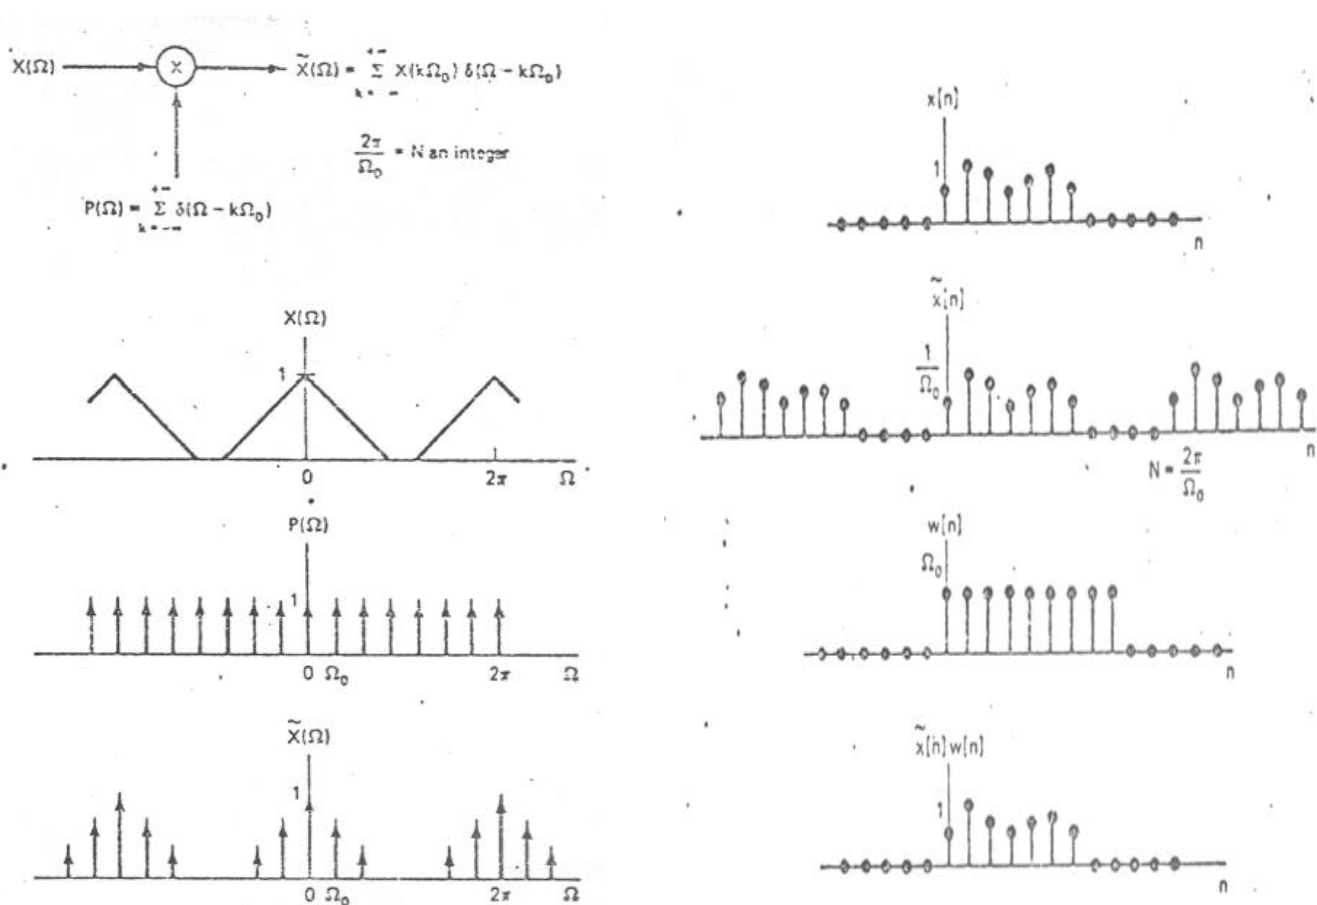 X(Ω)
X
X̃(Ω) = Σ X(kΩ₀) δ(Ω − kΩ₀)
+∞
k = −∞
2π/Ω₀ = N an integer
+∞
P(Ω) = Σ δ(Ω − kΩ₀)
k = −∞
X(Ω)
1
0
2π
Ω
P(Ω)
1
0 Ω₀
2π
Ω
X̃(Ω)
1
0 Ω₀
2π
Ω
x[n]
1
n
x̃[n]
1/Ω₀
n
N = 2π/Ω₀
w[n]
Ω₀
n
x̃[n] w[n]
1
n